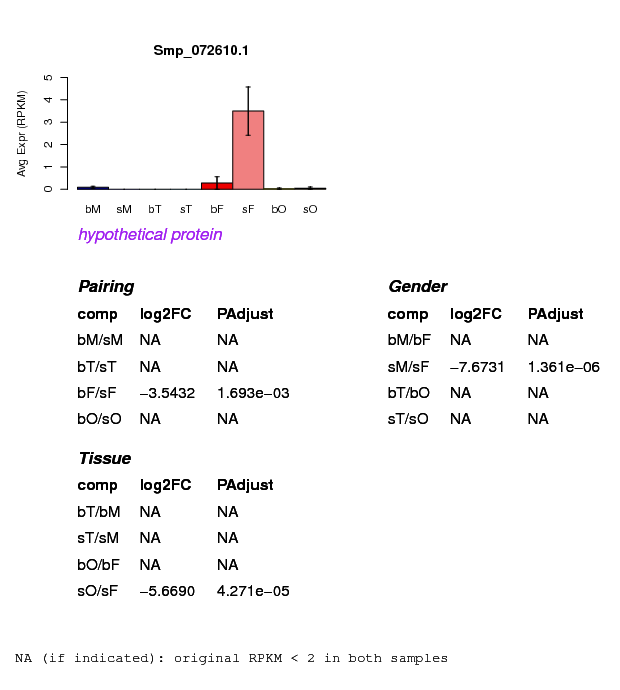 Smp_072610.1
Avg Expr (RPKM)
5
4
3
2
1
0
bM sM bT sT bF sF bO sO
hypothetical protein
Pairing
comp log2FC PAdjust
bM/sM NA NA
bT/sT NA NA
bF/sF −3.5432 1.693e−03
bO/sO NA NA
Gender
comp log2FC PAdjust
bM/bF NA NA
sM/sF −7.6731 1.361e−06
bT/bO NA NA
sT/sO NA NA
Tissue
comp log2FC PAdjust
bT/bM NA NA
sT/sM NA NA
bO/bF NA NA
sO/sF −5.6690 4.271e−05
NA (if indicated): original RPKM < 2 in both samples